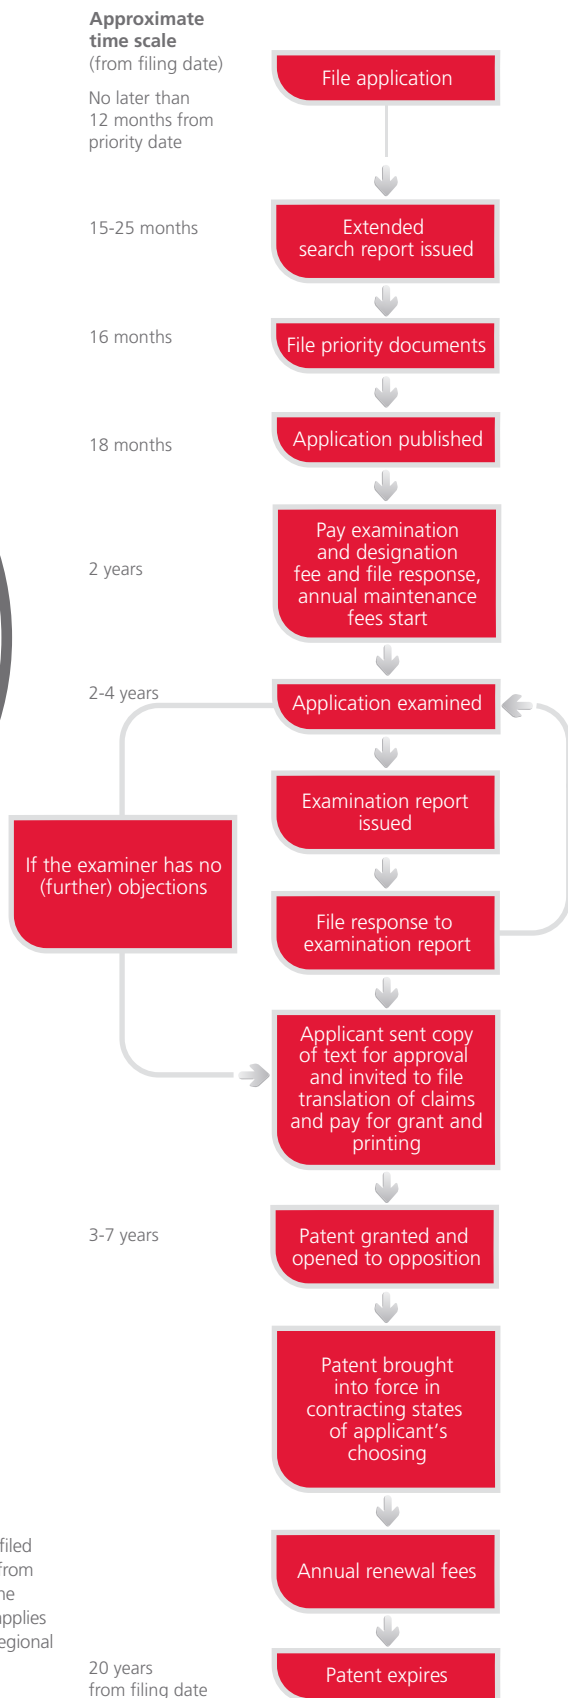 Approximate
time scale
(from filing date)
No later than
12 months from
priority date
File application
15-25 months
Extended
search report issued
16 months
File priority documents
18 months
Application published
2 years
Pay examination
and designation
fee and file response,
annual maintenance
fees start
2-4 years
Application examined
Examination report
issued
If the examiner has no
(further) objections
File response to
examination report
Applicant sent copy
of text for approval
and invited to file
translation of claims
and pay for grant and
printing
3-7 years
Patent granted and
opened to opposition
Patent brought
into force in
contracting states
of applicant's
choosing
filed
from
Annual renewal fees
applies
egional
20 years
from filing date
Patent expires